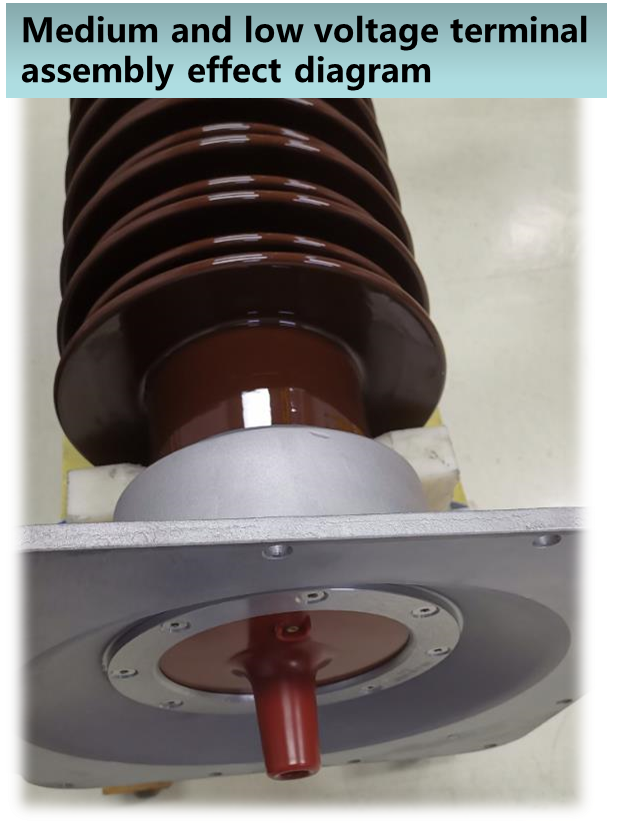 Medium and low voltage terminal
assembly effect diagram